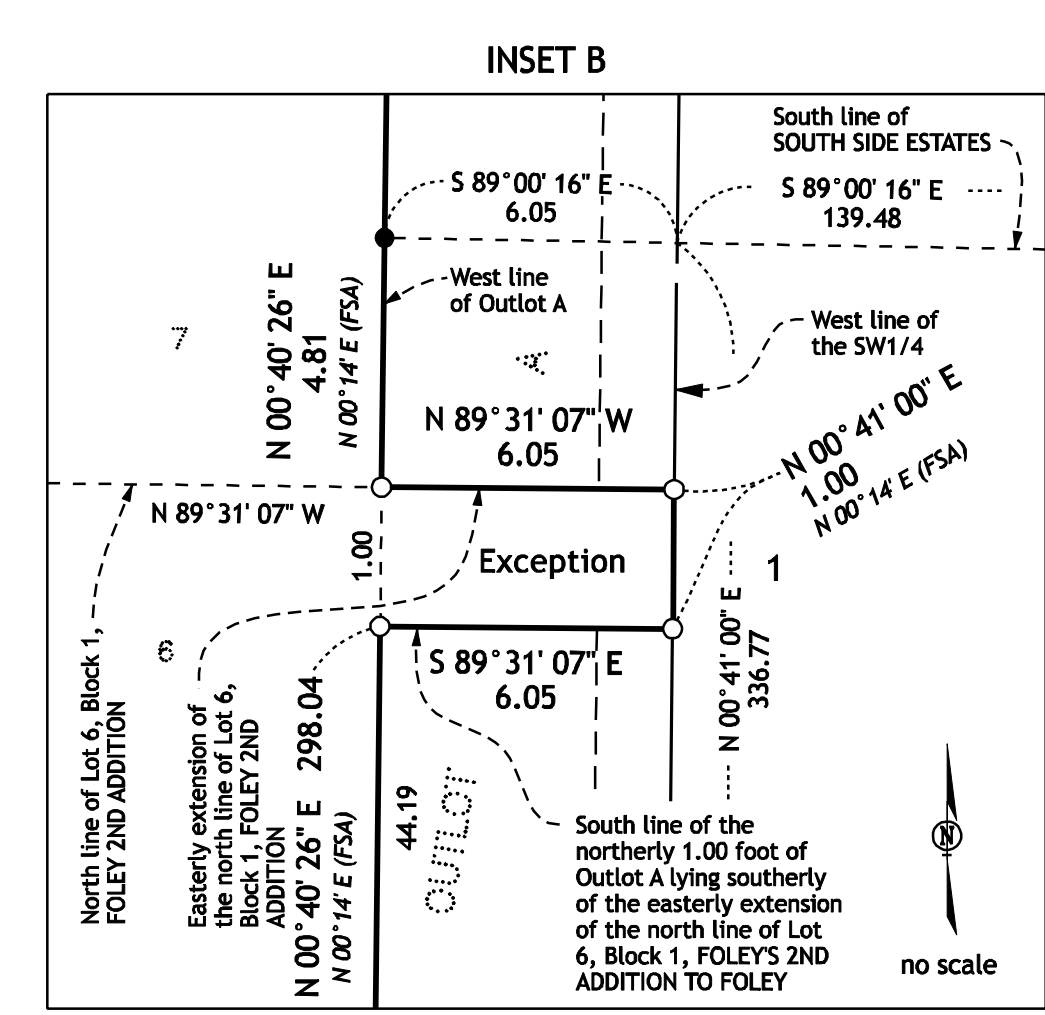 INSET B
South line of
SOUTH SIDE ESTATES
S 89°00' 16" E
6.05
S 89°00' 16" E
139.48
West line
of Outlot A
N 00°40' 26" E
4.81
N 00°14' E (FSA)
7
A
West line of
the SW1/4
N 89°31' 07" W
6.05
N 00°41' 00" E
1.00
N 00°14' E (FSA)
N 89°31' 07" W
1.00
Exception
1
N 00°41' 00" E
336.77
6
S 89°31' 07" E
6.05
North line of Lot 6, Block 1,
FOLEY 2ND ADDITION
Easterly extension of
the north line of Lot 6,
Block 1, FOLEY 2ND
ADDITION
N 00°40' 26" E 298.04
N 00°14' E (FSA)
44.19
OUTLOT
South line of the
northerly 1.00 foot of
Outlot A lying southerly
of the easterly extension
of the north line of Lot
6, Block 1, FOLEY'S 2ND
ADDITION TO FOLEY
N
no scale